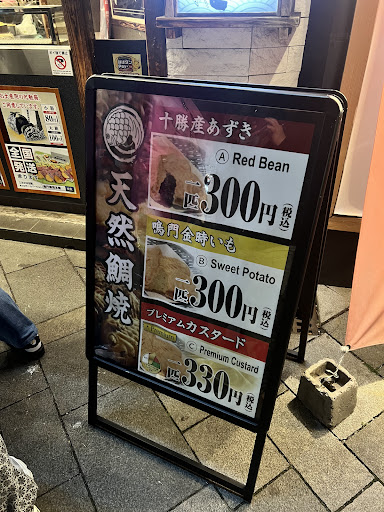 天然鯛焼
十勝産あずき
Ⓐ Red Bean
一匹300円(税込)
鳴門金時いも
Ⓑ Sweet Potato
一匹300円(税込)
プレミアムカスタード
Ⓒ Premium Custard
一匹330円(税込)